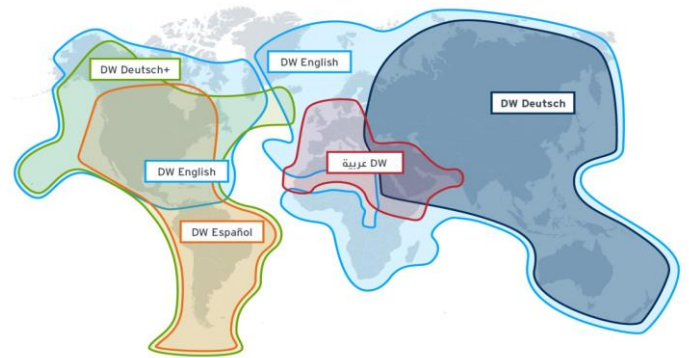 DW English
DW Deutsch+
DW Deutsch
DW عربية
DW English
DW Español